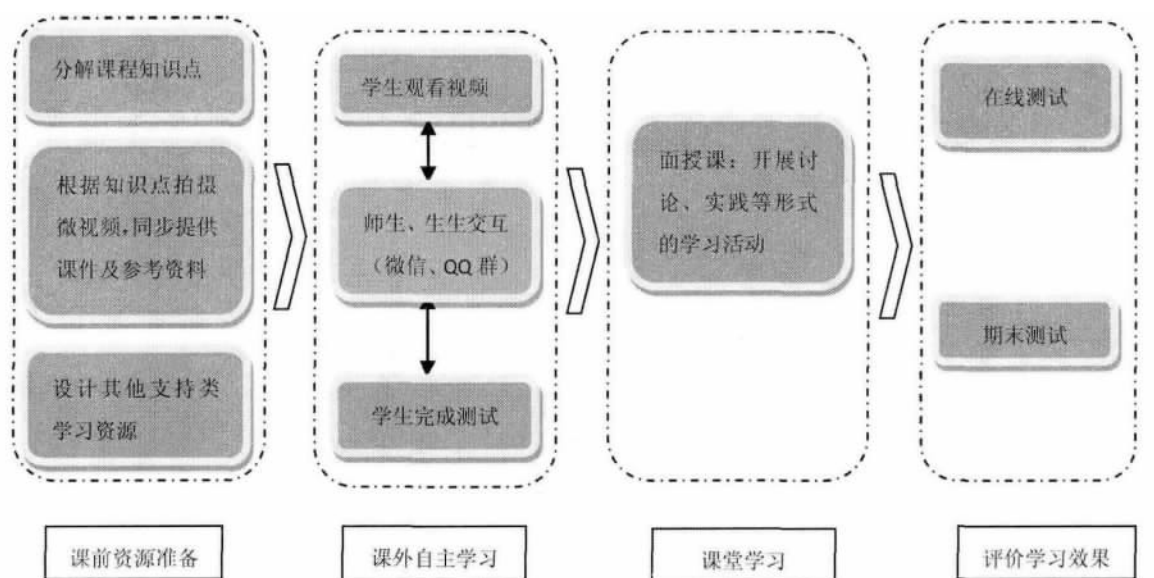 分解课程知识点
根据知识点拍摄
微视频,同步提供
课件及参考资料
设计其他支持类
学习资源
课前资源准备
学生观看视频
师生、生生交互
(微信、QQ 群)
学生完成测试
课外自主学习
面授课：开展讨
论、实践等形式
的学习活动
课堂学习
在线测试
期末测试
评价学习效果